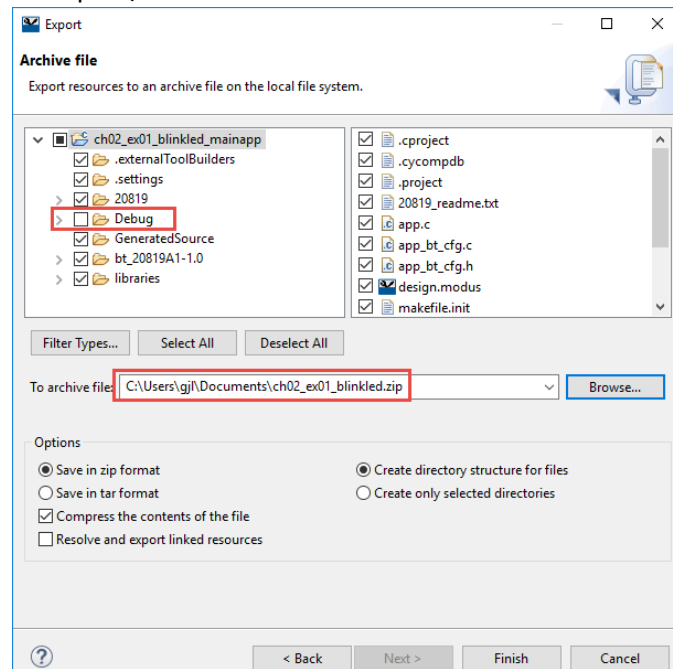 Export
Archive file
Export resources to an archive file on the local file system.
ch02_ex01_blinkled_mainapp
.externalToolBuilders
.settings
20819
Debug
GeneratedSource
bt_20819A1-1.0
libraries
.cproject
.cycompdb
.project
20819_readme.txt
app.c
app_bt_cfg.c
app_bt_cfg.h
design.modus
makefile.init
Filter Types...
Select All
Deselect All
To archive file: C:\Users\gjl\Documents\ch02_ex01_blinkled.zip
Browse...
Options
Save in zip format
Create directory structure for files
Save in tar format
Create only selected directories
Compress the contents of the file
Resolve and export linked resources
? < Back Next > Finish Cancel